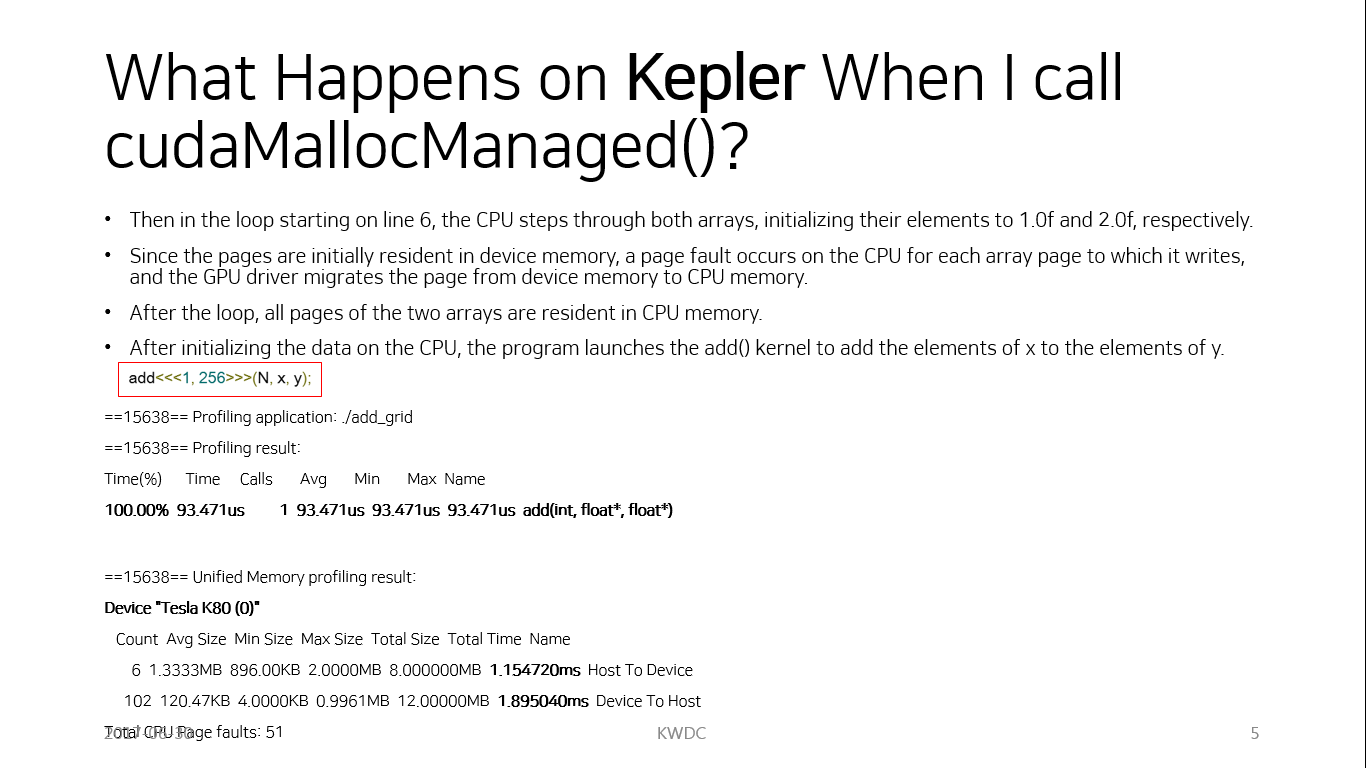 What Happens on Kepler When I call
cudaMallocManaged()?
• Then in the loop starting on line 6, the CPU steps through both arrays, initializing their elements to 1.0f and 2.0f, respectively.
• Since the pages are initially resident in device memory, a page fault occurs on the CPU for each array page to which it writes,
and the GPU driver migrates the page from device memory to CPU memory.
• After the loop, all pages of the two arrays are resident in CPU memory.
• After initializing the data on the CPU, the program launches the add() kernel to add the elements of x to the elements of y.
add<<<1, 256>>>(N, x, y);
==15638== Profiling application: ./add_grid
==15638== Profiling result:
Time(%) Time Calls Avg Min Max Name
100.00% 93.471us 1 93.471us 93.471us 93.471us add(int, float*, float*)
==15638== Unified Memory profiling result:
Device "Tesla K80 (0)"
Count Avg Size Min Size Max Size Total Size Total Time Name
6 1.3333MB 896.00KB 2.0000MB 8.000000MB 1.154720ms Host To Device
102 120.47KB 4.0000KB 0.9961MB 12.00000MB 1.895040ms Device To Host
Total CPU Page faults: 51
2017-06-30
KWDC
5